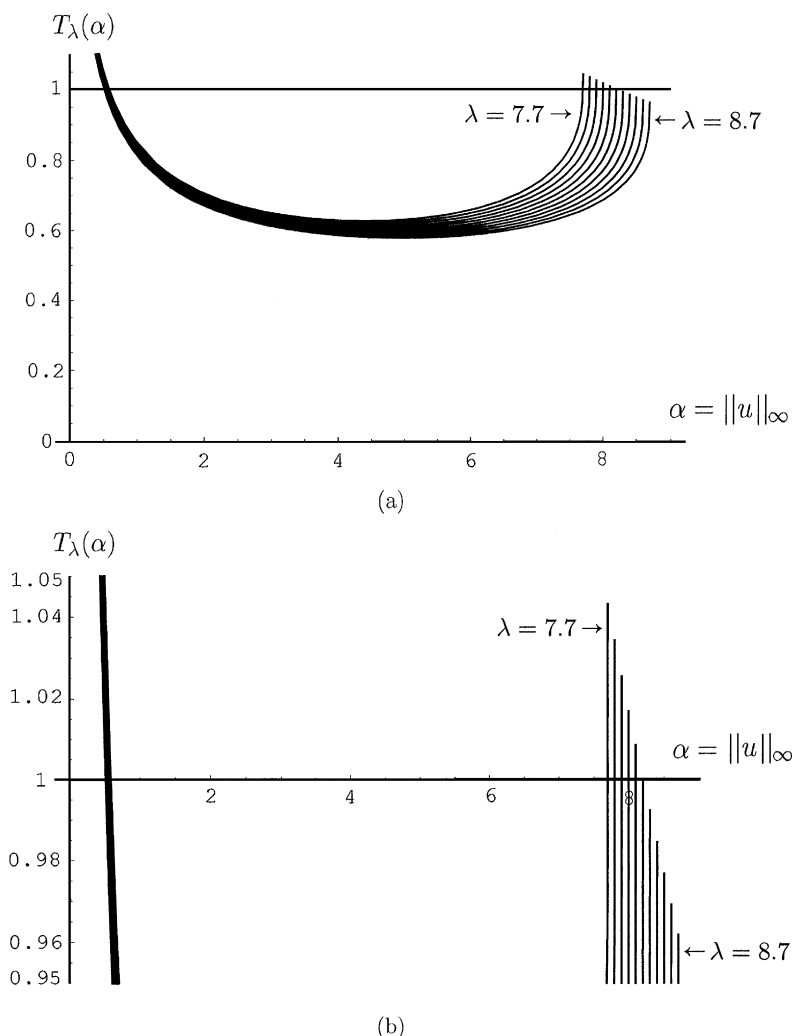 T_λ(α)
1
λ = 7.7 →
← λ = 8.7
0.8
0.6
0.4
0.2
α = ||u||_∞
0
0 2 4 6 8
(a)
T_λ(α)
1.05
1.04
λ = 7.7 →
1.02
α = ||u||_∞
1
2 4 6 8
0.98
0.96
← λ = 8.7
0.95
(b)